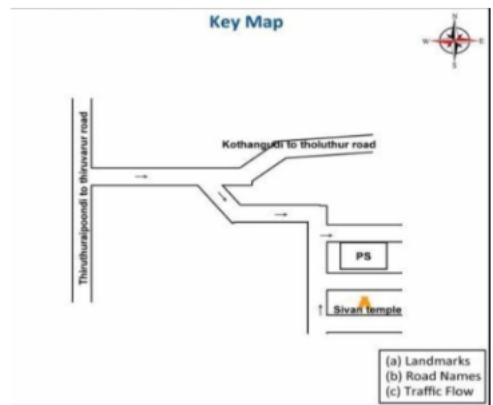 Key Map
N
W
E
S
Thiruthuraipoondi to thiruvarur road
Kothangudi to tholuthur road
PS
Sivan temple
(a) Landmarks
(b) Road Names
(c) Traffic Flow